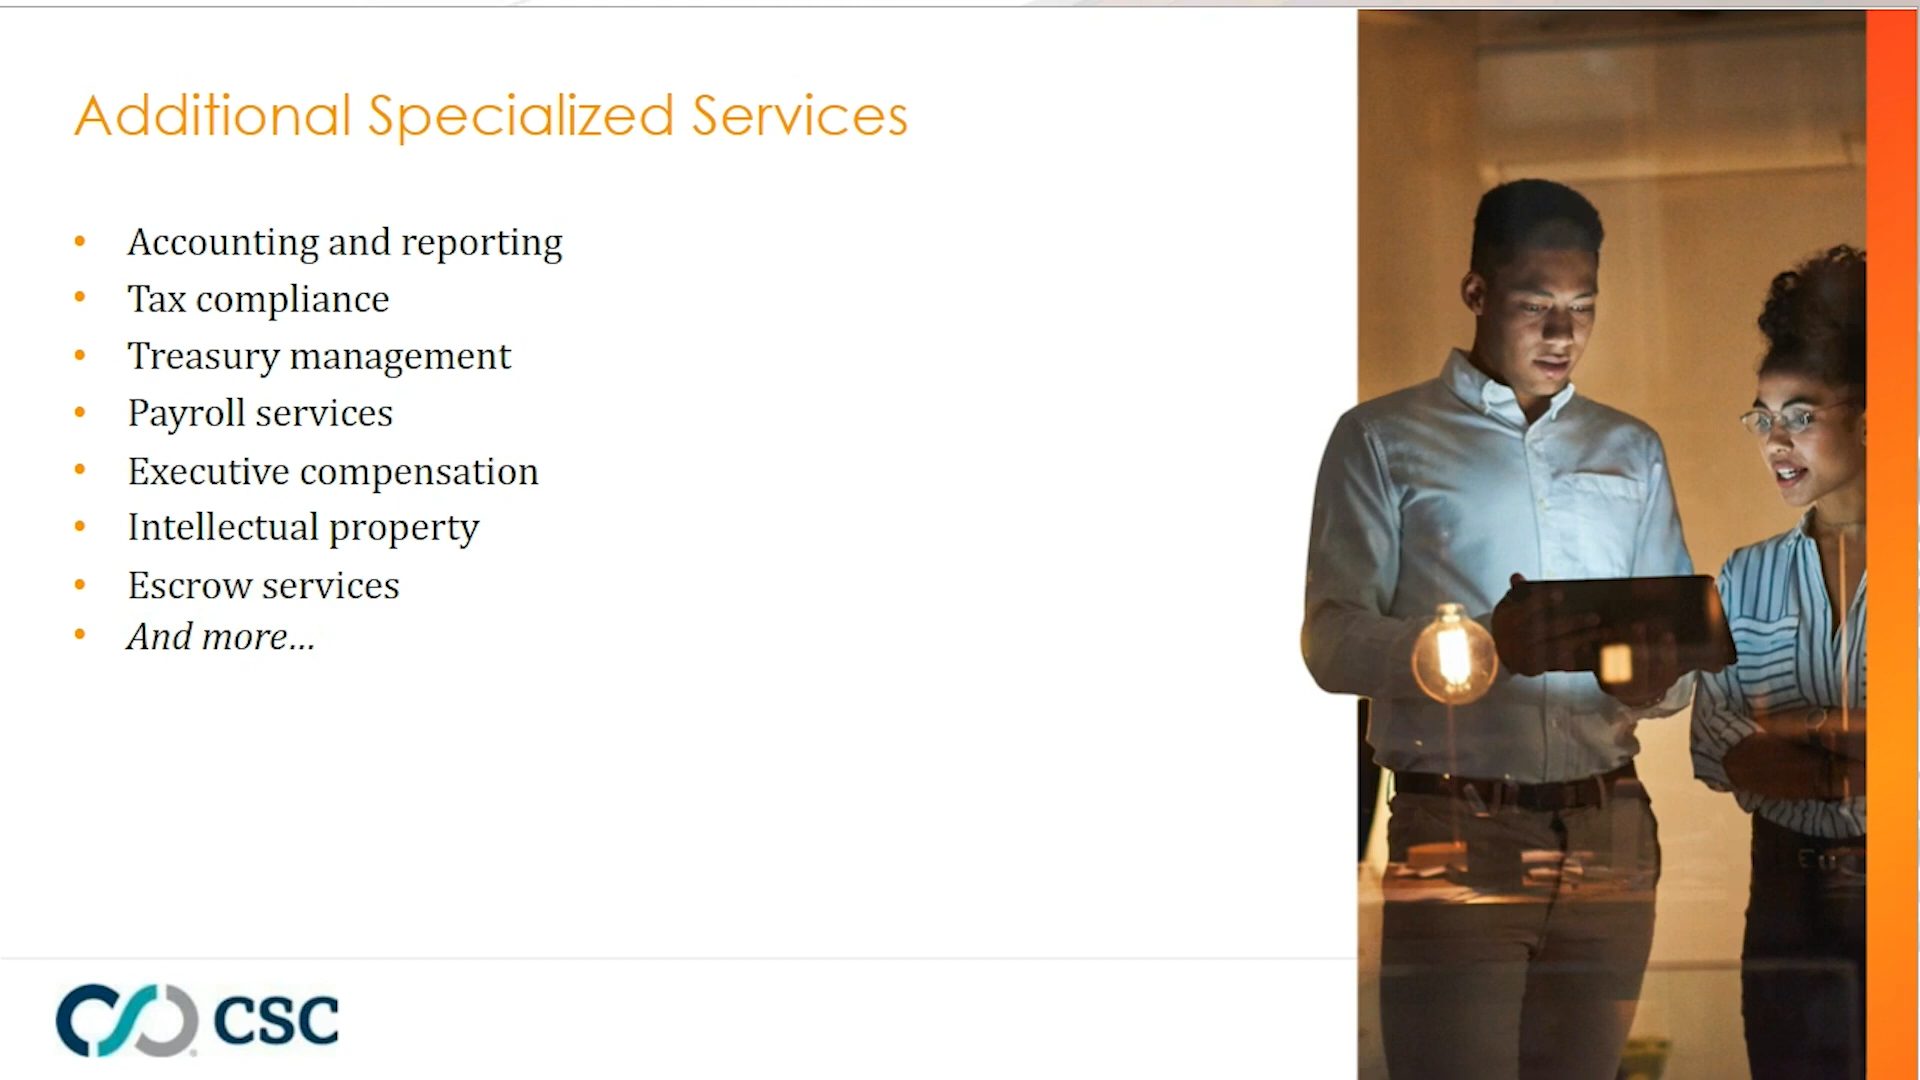 Additional Specialized Services
• Accounting and reporting
• Tax compliance
• Treasury management
• Payroll services
• Executive compensation
• Intellectual property
• Escrow services
• And more...
CSC